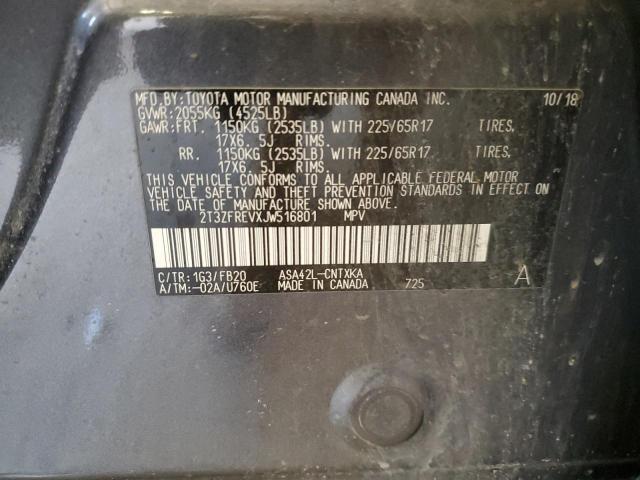 MFD.BY:TOYOTA MOTOR MANUFACTURING CANADA INC. 10/18
GVWR:2055KG (4525LB)
GAWR:FRT. 1150KG (2535LB) WITH 225/65R17 TIRES,
17X6. 5J RIMS.
RR. 1150KG (2535LB) WITH 225/65R17 TIRES,
17X6. 5J RIMS.
THIS VEHICLE CONFORMS TO ALL APPLICABLE FEDERAL MOTOR
VEHICLE SAFETY AND THEFT PREVENTION STANDARDS IN EFFECT ON
THE DATE OF MANUFACTURE SHOWN ABOVE.
2T3ZFREVXJW516801 MPV
C/TR:1G3/FB20 ASA42L-CNTXKA
A/TM:-02A/U760E MADE IN CANADA 725 A